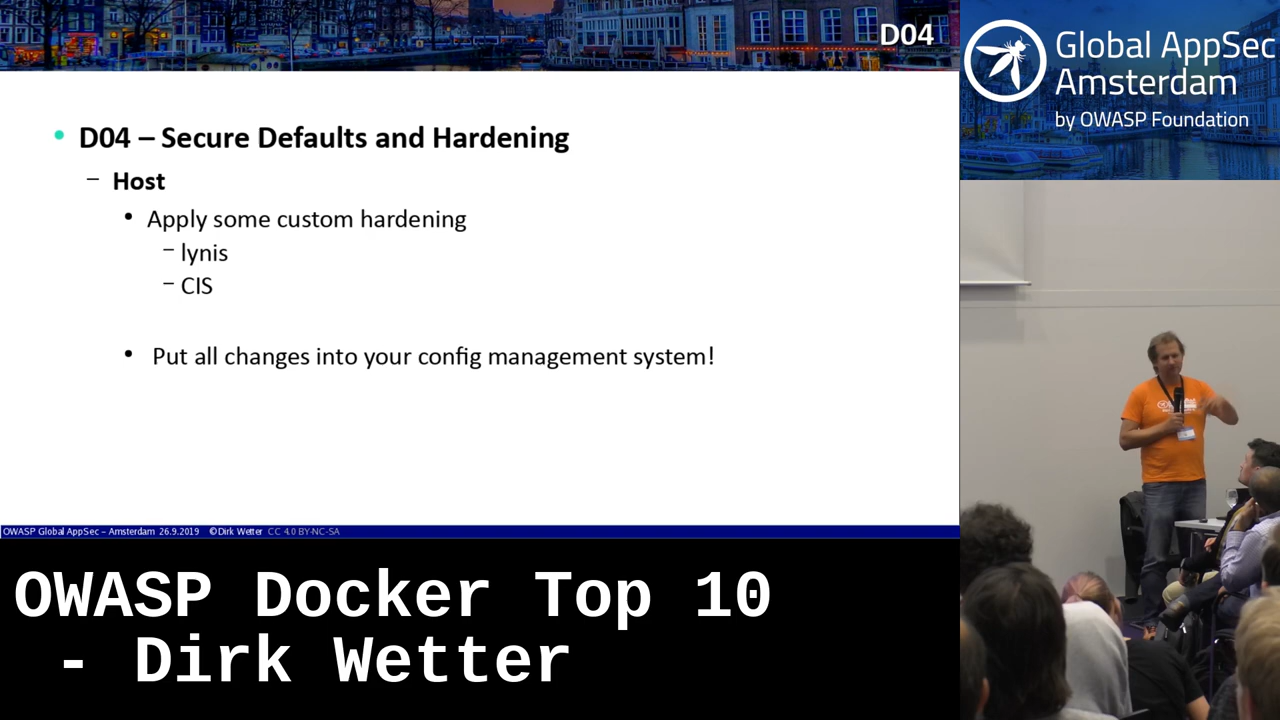 D04
Global AppSec
Amsterdam
by OWASP Foundation
• D04 – Secure Defaults and Hardening
– Host
• Apply some custom hardening
– lynis
– CIS
• Put all changes into your config management system!
OWASP Global AppSec – Amsterdam 26.9.2019 ©Dirk Wetter CC 4.0 BY-NC-SA
OWASP Docker Top 10
- Dirk Wetter